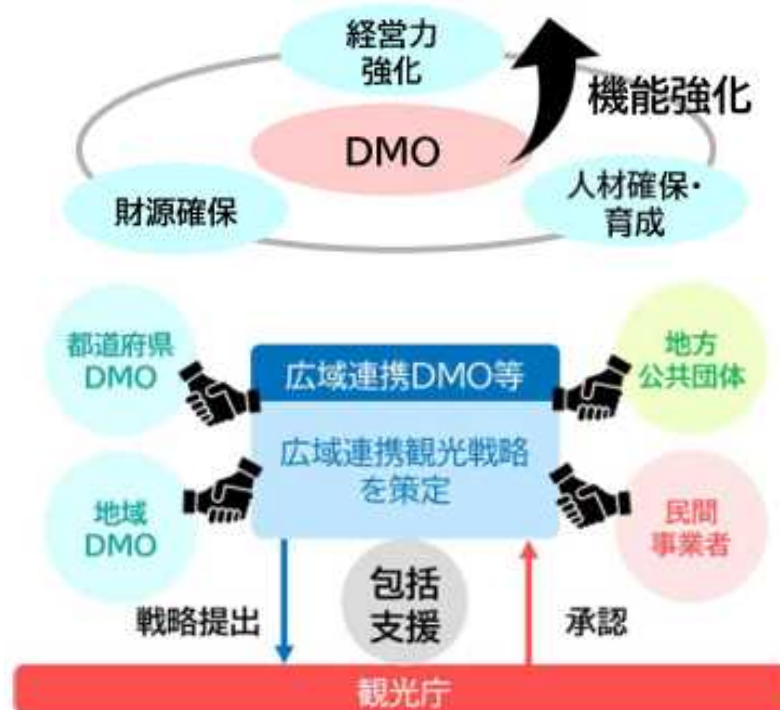 経営力
強化
機能強化
DMO
財源確保
人材確保・
育成
都道府県
DMO
広域連携DMO等
地方
公共団体
広域連携観光戦略
を策定
地域
DMO
民間
事業者
包括
支援
戦略提出
承認
観光庁